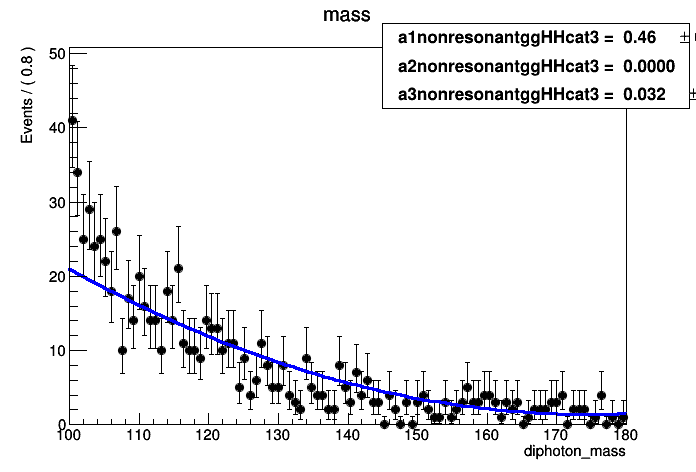 mass
a1nonresonantggHHcat3 = 0.46 ±
a2nonresonantggHHcat3 = 0.0000
a3nonresonantggHHcat3 = 0.032 ±
Events / ( 0.8 )
50
40
30
20
10
0
100 110 120 130 140 150 160 170 180
diphoton_mass